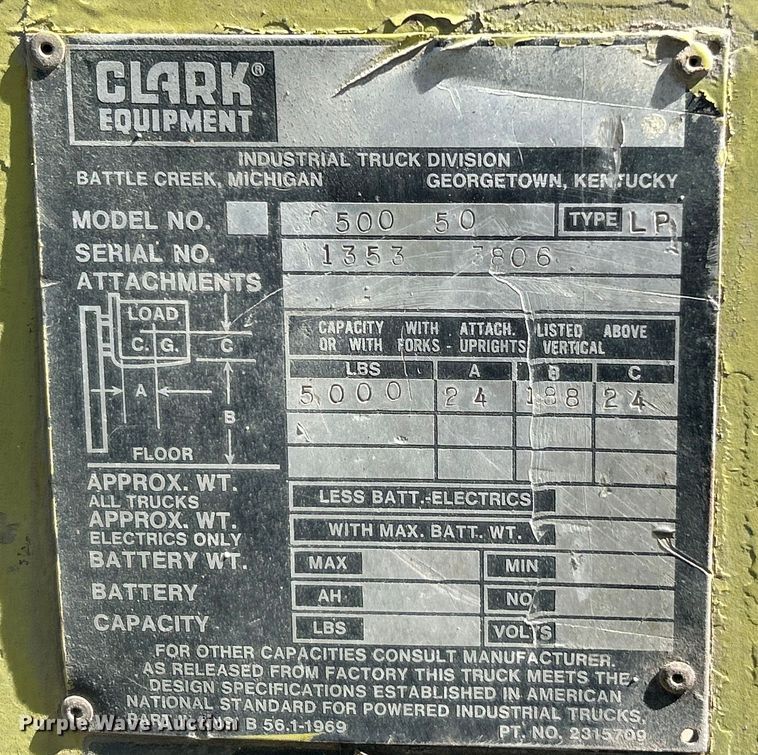 CLARK®
EQUIPMENT
INDUSTRIAL TRUCK DIVISION
BATTLE CREEK, MICHIGAN GEORGETOWN, KENTUCKY
MODEL NO. 500 50 TYPE LP
SERIAL NO. 1353 3806
ATTACHMENTS
LOAD
C. G. C
A
B
FLOOR
CAPACITY WITH ATTACH. LISTED ABOVE
OR WITH FORKS - UPRIGHTS VERTICAL
LBS A B C
5000 24 188 24
APPROX. WT.
ALL TRUCKS LESS BATT.-ELECTRICS
APPROX. WT.
ELECTRICS ONLY WITH MAX. BATT. WT.
BATTERY WT. MAX MIN
BATTERY AH NO.
CAPACITY LBS VOLTS
FOR OTHER CAPACITIES CONSULT MANUFACTURER.
AS RELEASED FROM FACTORY THIS TRUCK MEETS THE
DESIGN SPECIFICATIONS ESTABLISHED IN AMERICAN
NATIONAL STANDARD FOR POWERED INDUSTRIAL TRUCKS,
B 56.1-1969 PT. NO. 2315709
Purple Wave Auction